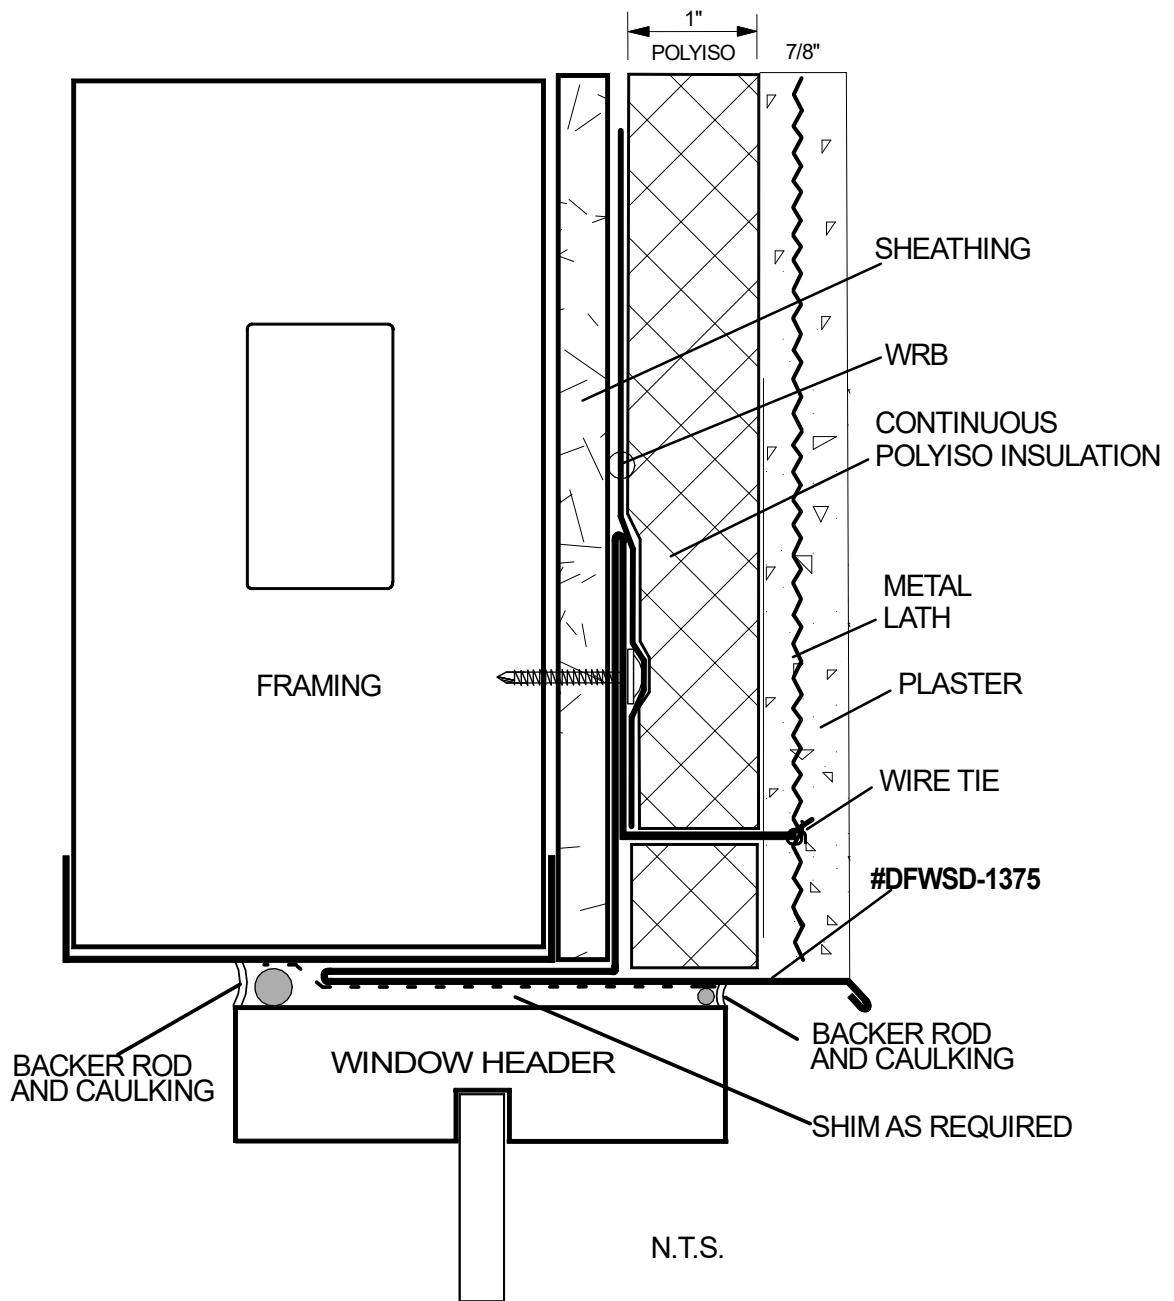 1"
POLYISO
7/8"
SHEATHING
WRB
CONTINUOUS
POLYISO INSULATION
METAL
LATH
FRAMING
PLASTER
WIRE TIE
#DFWSD-1375
BACKER ROD
AND CAULKING
WINDOW HEADER
BACKER ROD
AND CAULKING
SHIM AS REQUIRED
N.T.S.